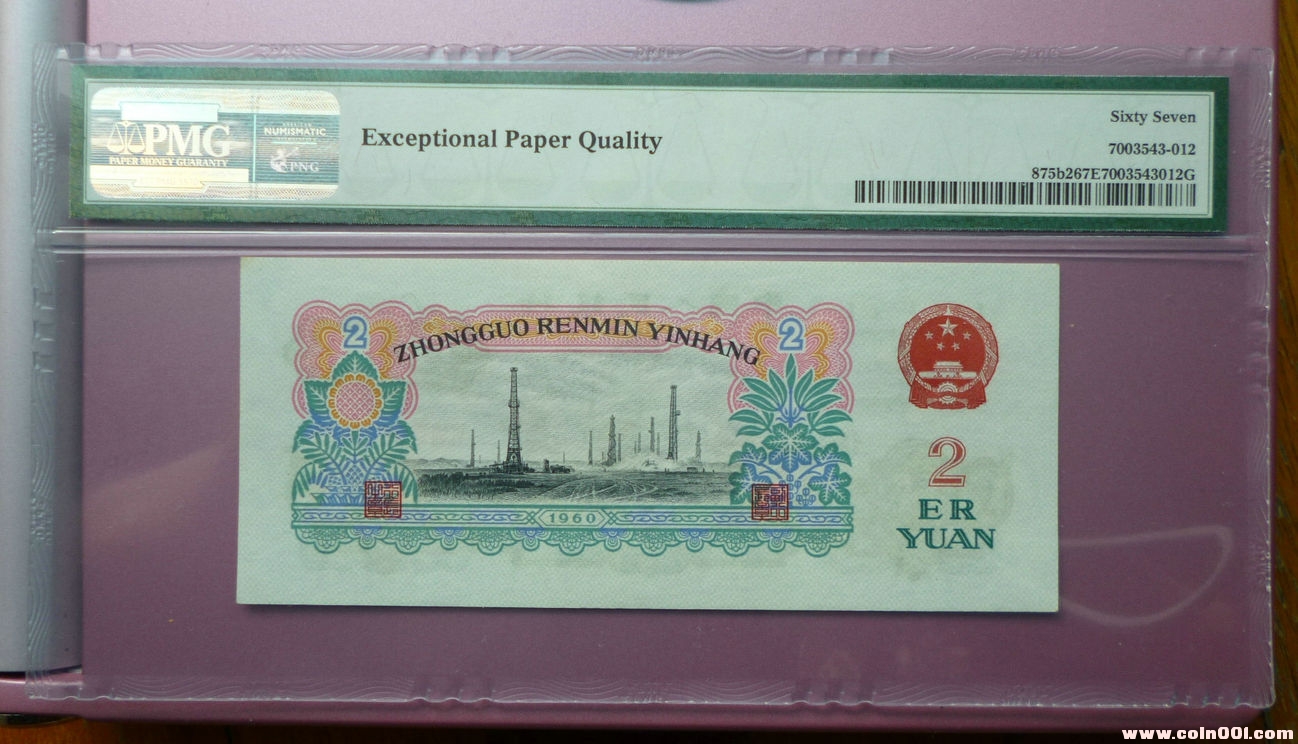 PMG
PAPER MONEY GUARANTY
NUMISMATIC
PNG
Exceptional Paper Quality
Sixty Seven
7003543-012
875b267E7003543012G
ZHONGGUO RENMIN YINHANG
2
2
1960
2
ER
YUAN
www.coin001.com